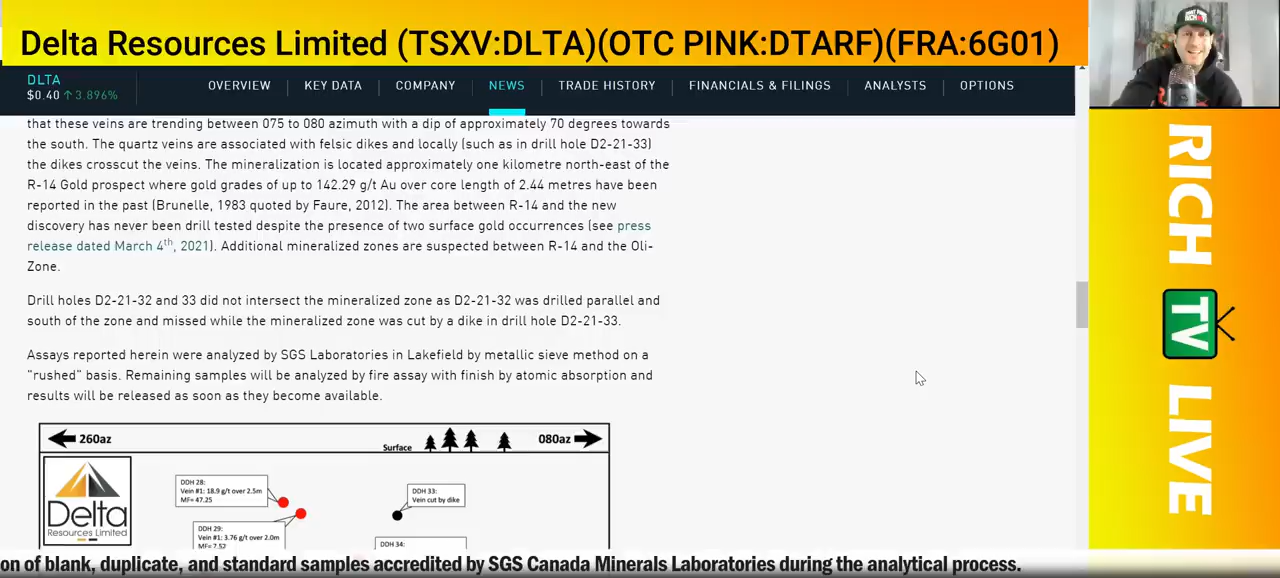 Delta Resources Limited (TSXV:DLTA)(OTC PINK:DTARF)(FRA:6G01)
DLTA
$0.40 ↑ 3.896%
OVERVIEW
KEY DATA
COMPANY
NEWS
TRADE HISTORY
FINANCIALS & FILINGS
ANALYSTS
OPTIONS
that these veins are trending between 075 to 080 azimuth with a dip of approximately 70 degrees towards
the south. The quartz veins are associated with felsic dikes and locally (such as in drill hole D2-21-33)
the dikes crosscut the veins. The mineralization is located approximately one kilometre north-east of the
R-14 Gold prospect where gold grades of up to 142.29 g/t Au over core length of 2.44 metres have been
reported in the past (Brunelle, 1983 quoted by Faure, 2012). The area between R-14 and the new
discovery has never been drill tested despite the presence of two surface gold occurrences (see press
release dated March 4th, 2021). Additional mineralized zones are suspected between R-14 and the Oli-
Zone.
Drill holes D2-21-32 and 33 did not intersect the mineralized zone as D2-21-32 was drilled parallel and
south of the zone and missed while the mineralized zone was cut by a dike in drill hole D2-21-33.
Assays reported herein were analyzed by SGS Laboratories in Lakefield by metallic sieve method on a
"rushed" basis. Remaining samples will be analyzed by fire assay with finish by atomic absorption and
results will be released as soon as they become available.
260az
Surface
080az
Delta
Resources Limited
DDH 28:
Vein #1: 18.9 g/t over 2.5m
MF= 47.25
DDH 29:
Vein #1: 3.76 g/t over 2.0m
MF= 7.52
DDH 33:
Vein cut by dike
DDH 34:
on of blank, duplicate, and standard samples accredited by SGS Canada Minerals Laboratories during the analytical process.
RICH
TV
LIVE